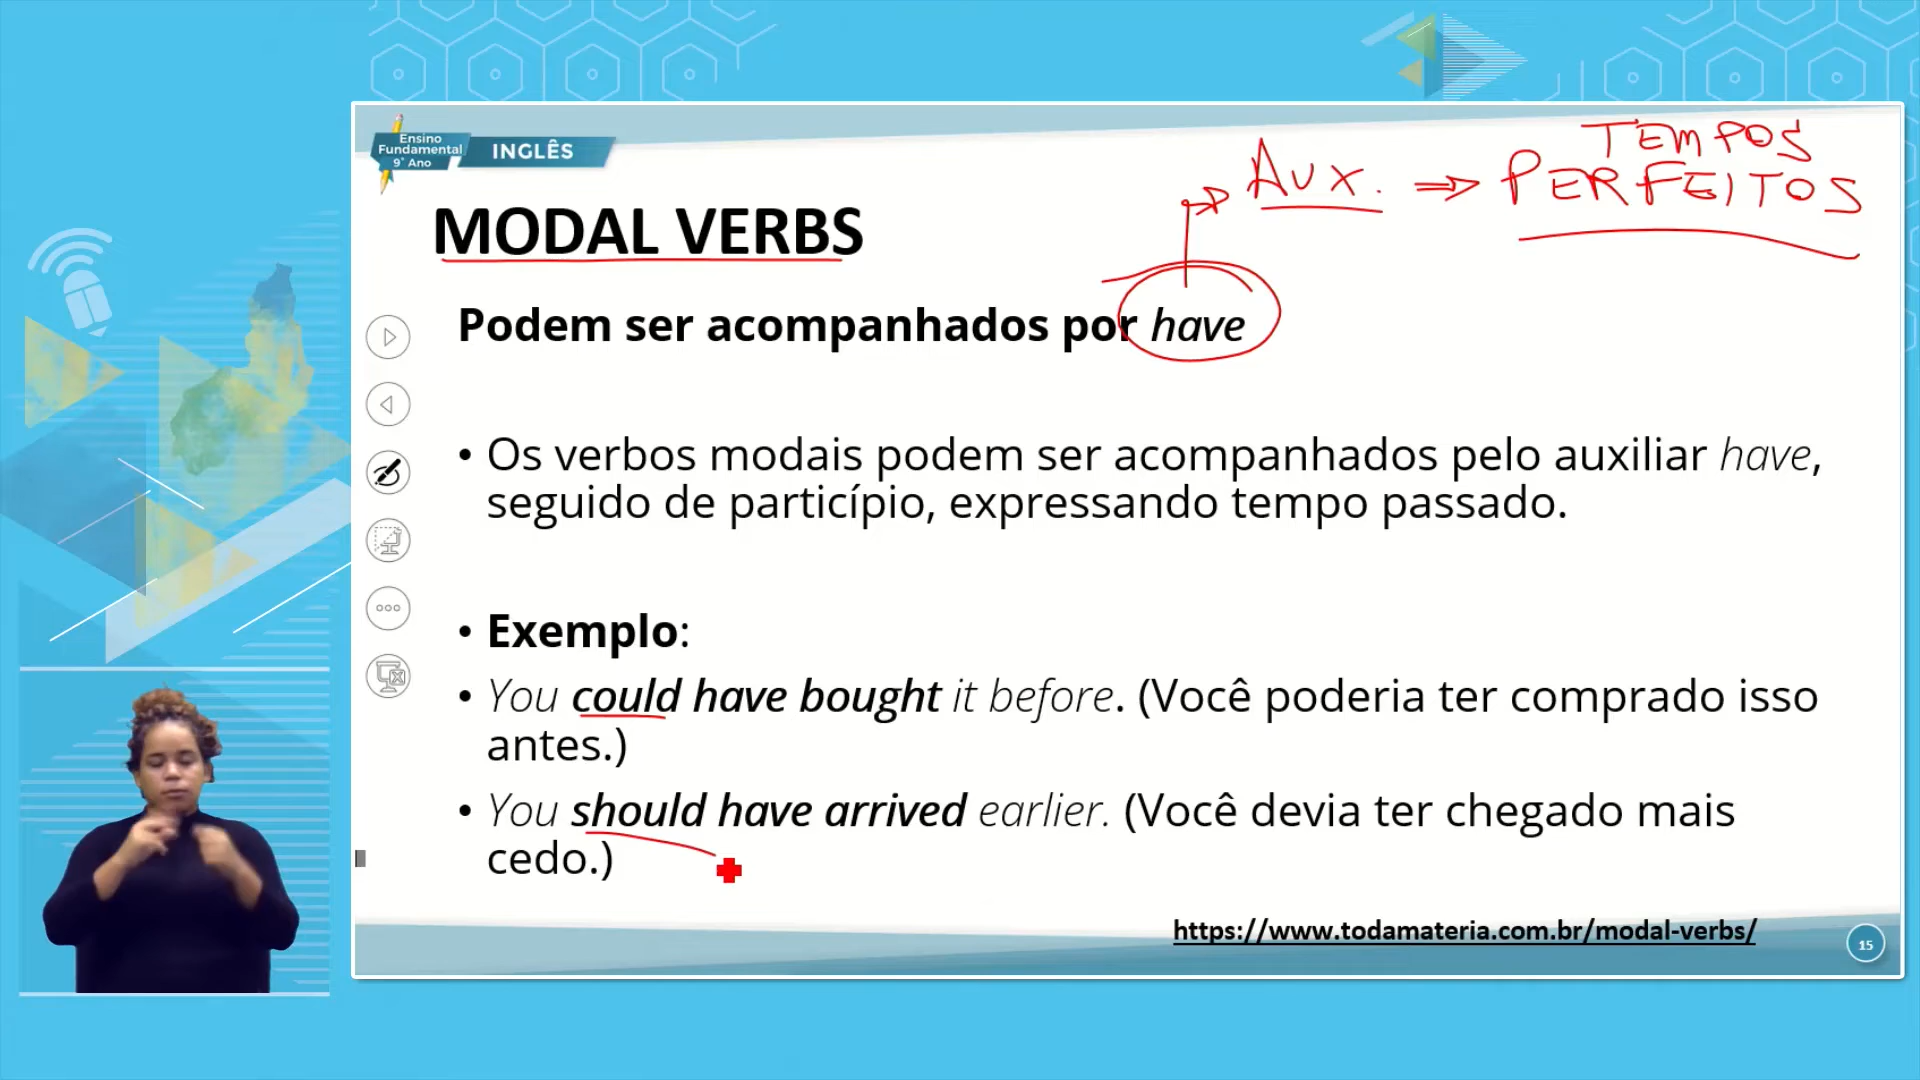 Ensino
Fundamental
9° Ano
INGLÊS
TEMPOS
AUX. ⇒ PERFEITOS
MODAL VERBS
Podem ser acompanhados por have
• Os verbos modais podem ser acompanhados pelo auxiliar have,
seguido de particípio, expressando tempo passado.
• Exemplo:
• You could have bought it before. (Você poderia ter comprado isso
antes.)
• You should have arrived earlier. (Você devia ter chegado mais
cedo.)
https://www.todamateria.com.br/modal-verbs/
15